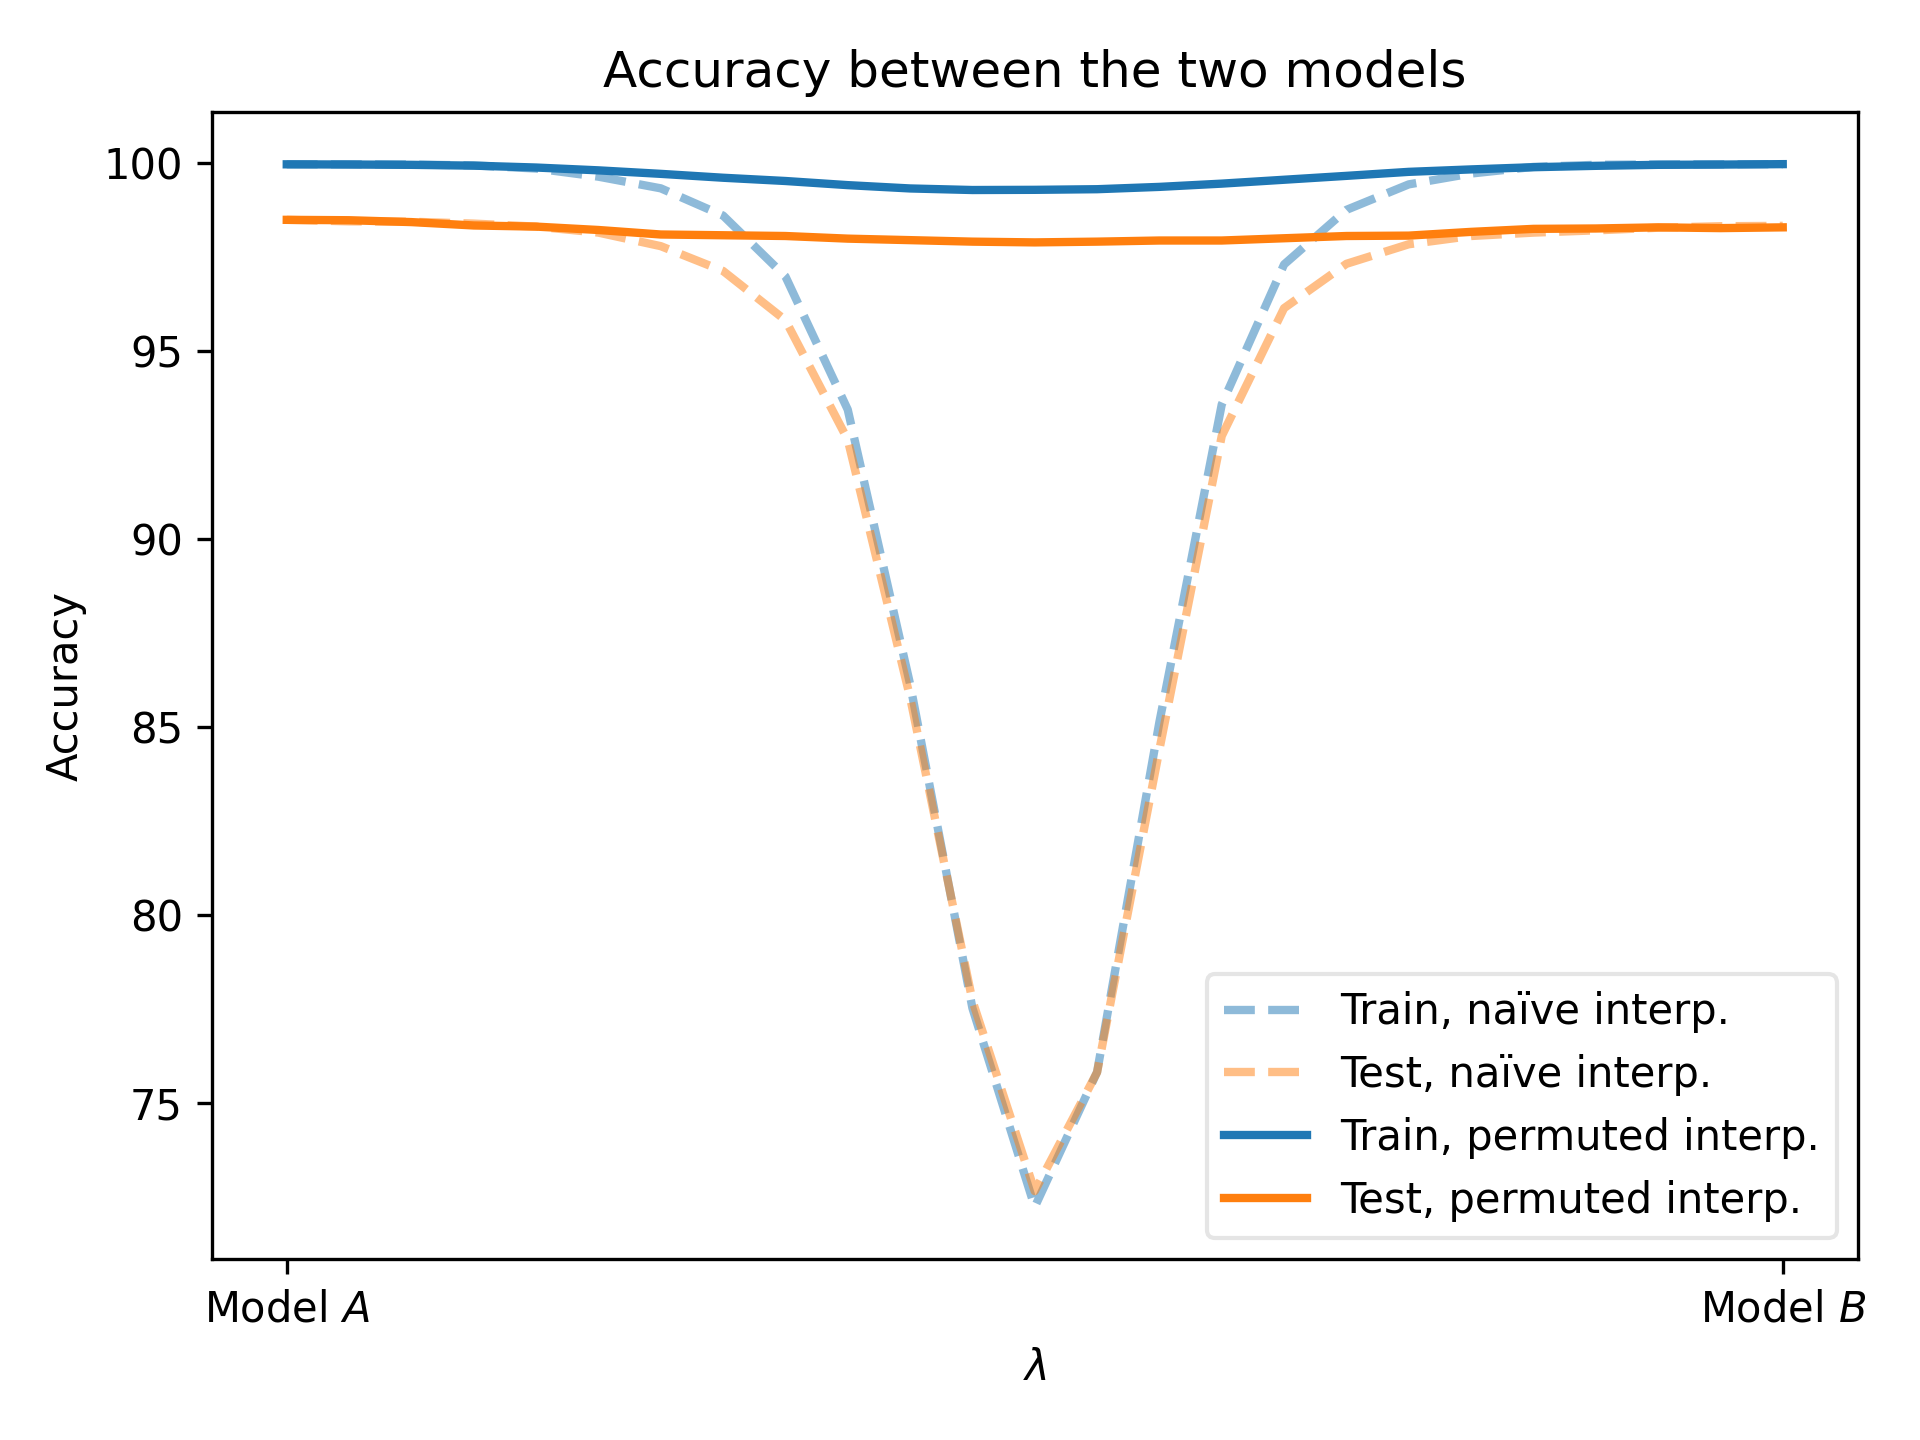 Accuracy between the two models
Accuracy
100
95
90
85
80
75
Train, naïve interp.
Test, naïve interp.
Train, permuted interp.
Test, permuted interp.
Model A
Model B
λ